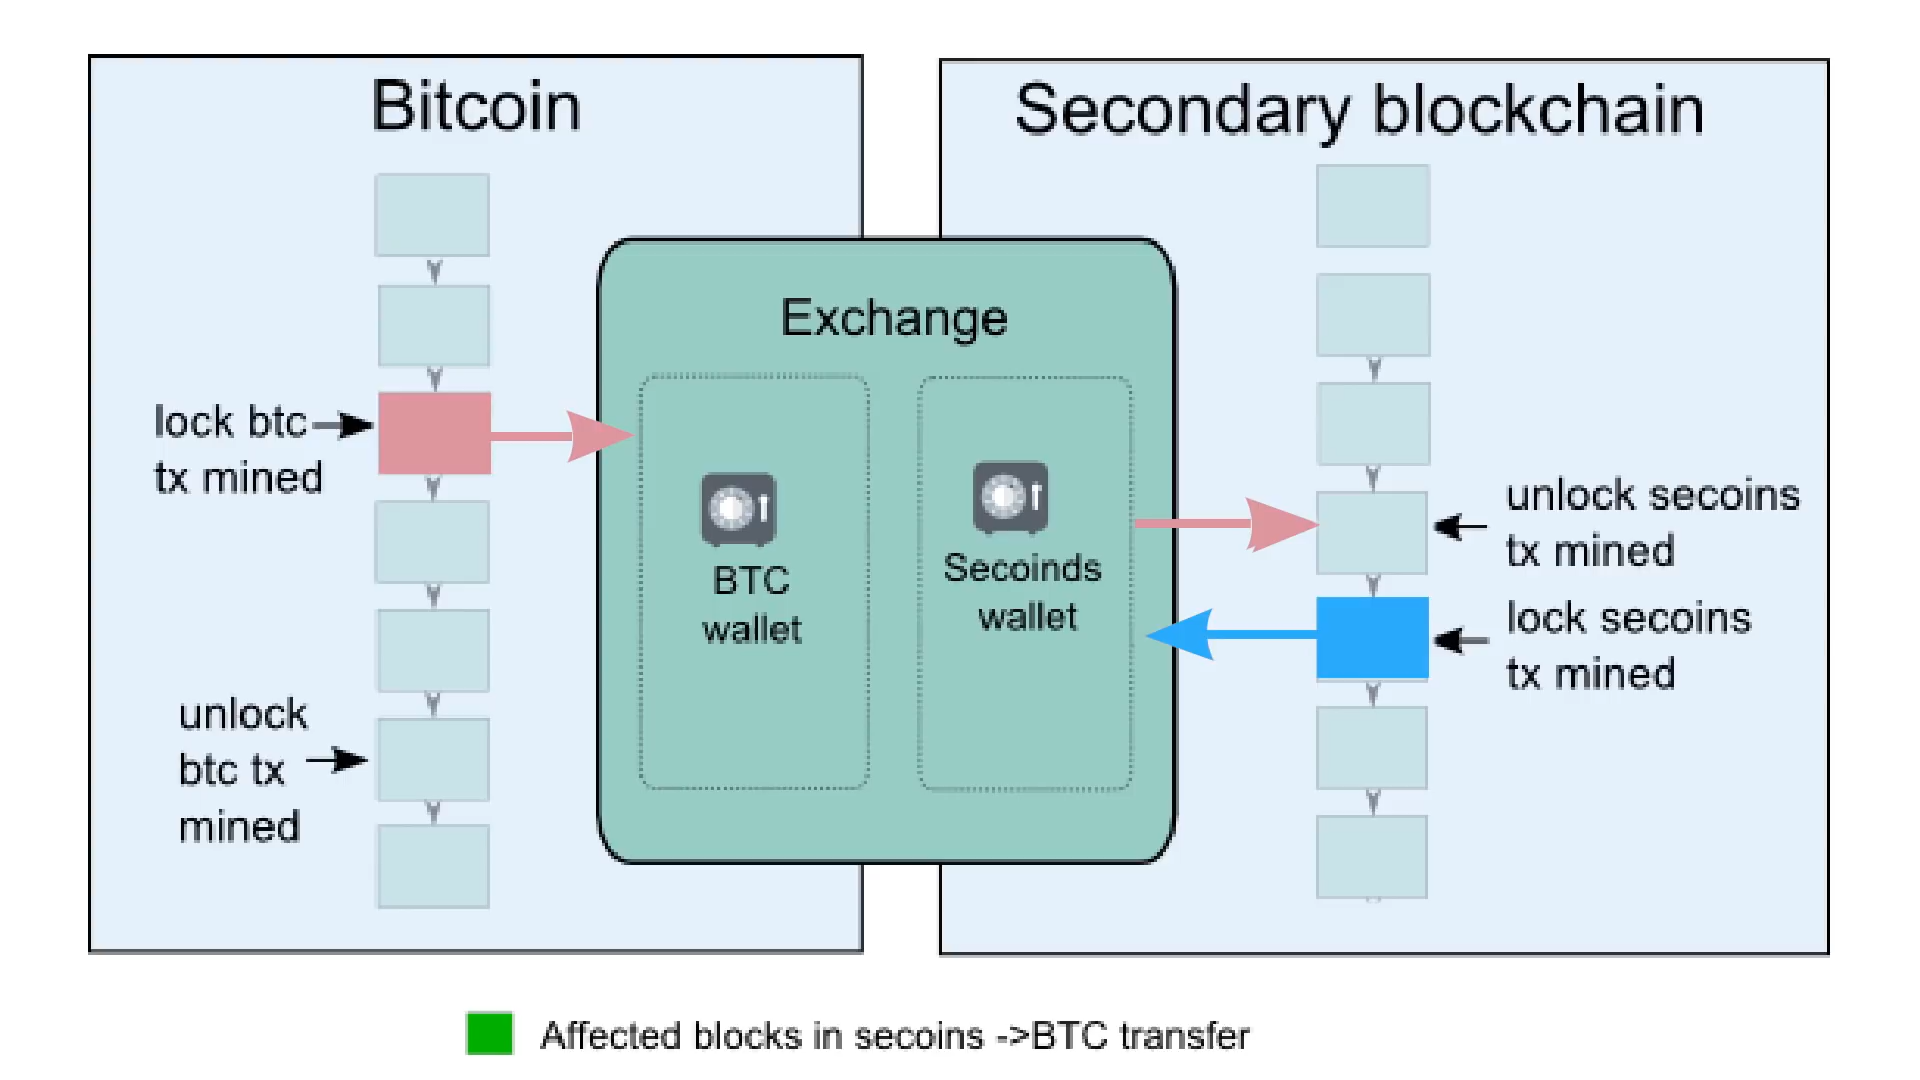 Bitcoin
Secondary blockchain
Exchange
lock btc
tx mined
BTC
wallet
Secoinds
wallet
unlock secoins
tx mined
lock secoins
tx mined
unlock
btc tx
mined
Affected blocks in secoins ->BTC transfer